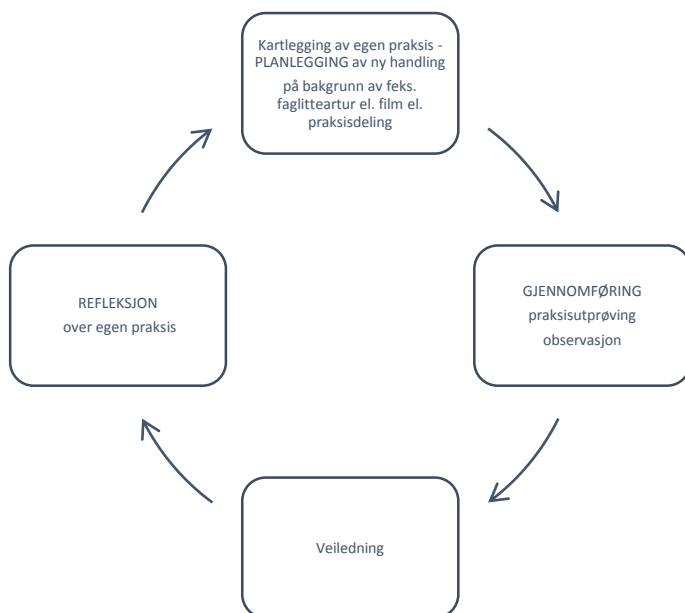 Kartlegging av egen praksis -
PLANLEGGING av ny handling
på bakgrunn av feks.
faglitteartur el. film el.
praksisdeling
GJENNOMFØRING
praksisutprøving
observasjon
Veiledning
REFLEKSJON
over egen praksis